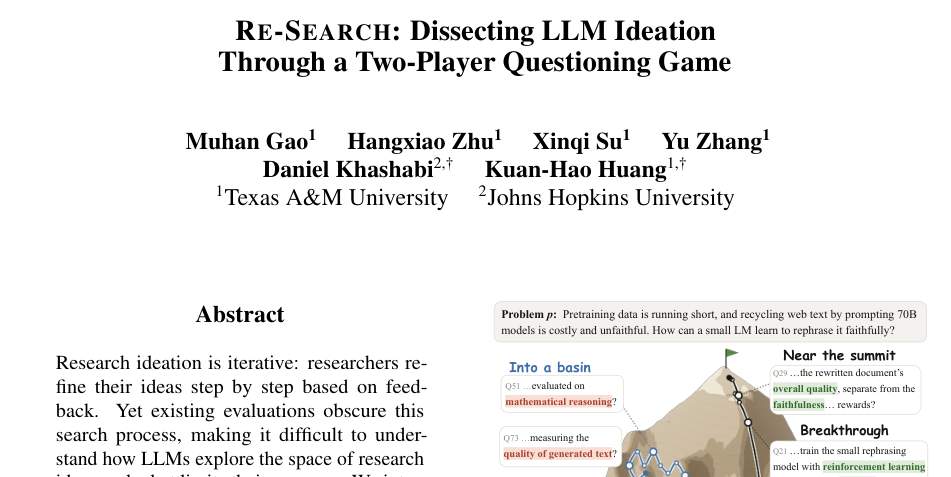 RE-SEARCH: Dissecting LLM Ideation
Through a Two-Player Questioning Game
Muhan Gao¹ Hangxiao Zhu¹ Xinqi Su¹ Yu Zhang¹
Daniel Khashabi²,† Kuan-Hao Huang¹,†
¹Texas A&M University ²Johns Hopkins University
Abstract
Research ideation is iterative: researchers re-
fine their ideas step by step based on feed-
back. Yet existing evaluations obscure this
search process, making it difficult to under-
stand how LLMs explore the space of research
Problem p: Pretraining data is running short, and recycling web text by prompting 70B
models is costly and unfaithful. How can a small LM learn to rephrase it faithfully?
Into a basin
Q51 …evaluated on
mathematical reasoning?
Q73 …measuring the
quality of generated text?
Near the summit
Q29 …the rewritten document's
overall quality, separate from the
faithfulness… rewards?
Breakthrough
Q21 …train the small rephrasing
model with reinforcement learning